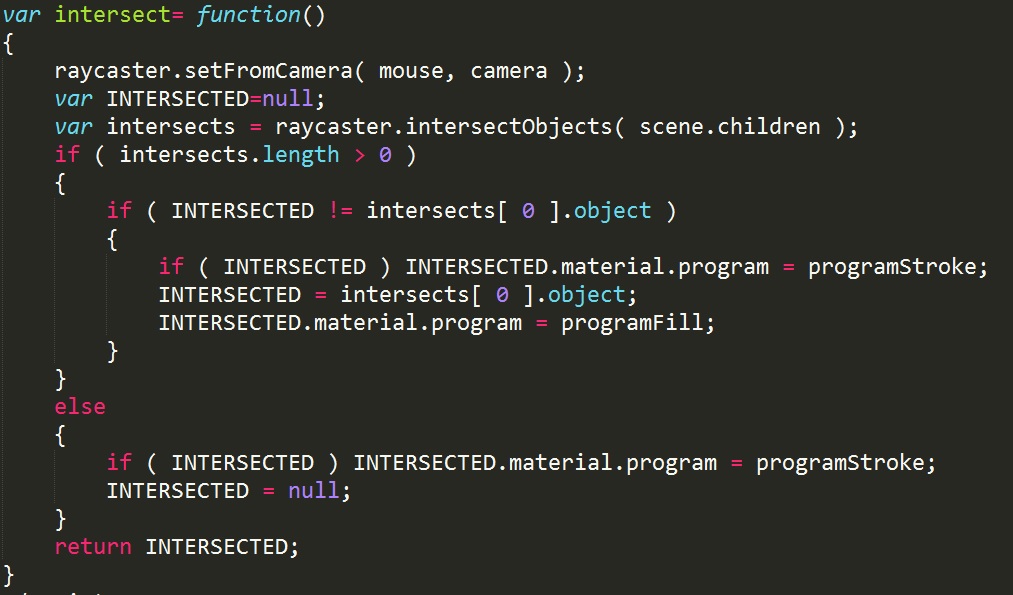 var intersect= function()
{
    raycaster.setFromCamera( mouse, camera );
    var INTERSECTED=null;
    var intersects = raycaster.intersectObjects( scene.children );
    if ( intersects.length > 0 )
    {
        if ( INTERSECTED != intersects[ 0 ].object )
        {
            if ( INTERSECTED ) INTERSECTED.material.program = programStroke;
            INTERSECTED = intersects[ 0 ].object;
            INTERSECTED.material.program = programFill;
        }
    }
    else
    {
        if ( INTERSECTED ) INTERSECTED.material.program = programStroke;
        INTERSECTED = null;
    }
    return INTERSECTED;
}